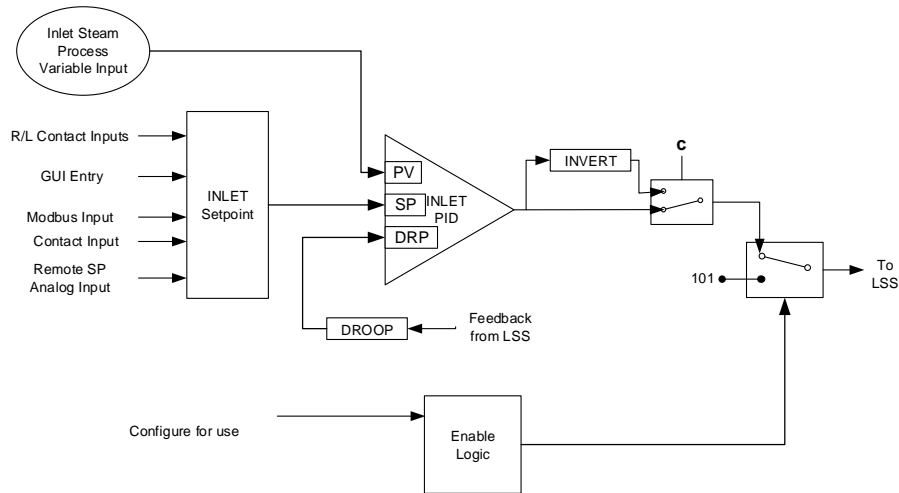 Inlet Steam
Process
Variable Input
R/L Contact Inputs
GUI Entry
Modbus Input
Contact Input
Remote SP
Analog Input
INLET
Setpoint
PV
SP
DRP
INLET
PID
INVERT
C
101
To
LSS
DROOP
Feedback
from LSS
Configure for use
Enable
Logic